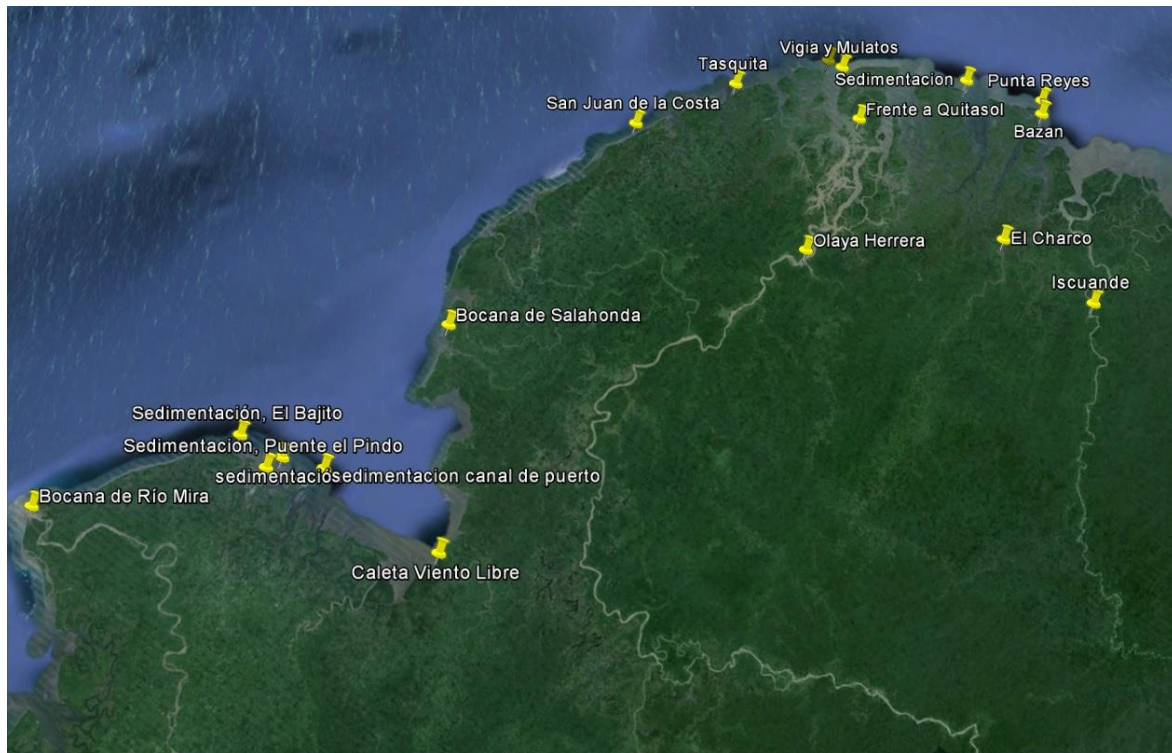 Vigia y Mulatos
Tasquita
Sedimentacion
Punta Reyes
San Juan de la Costa
Frente a Quitasol
Bazan
Olaya Herrera
El Charco
Iscuande
Bocana de Salahonda
Sedimentación, El Bajito
Sedimentacion, Puente el Pindo
sedimentació
sedimentacion canal de puerto
Bocana de Río Mira
Caleta Viento Libre